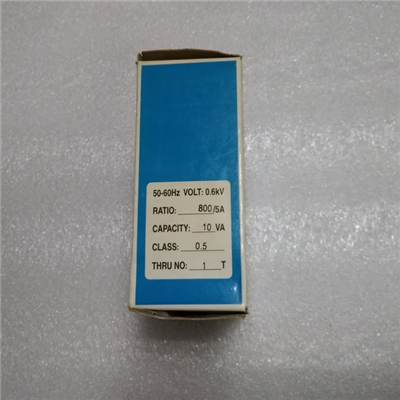 50-60Hz VOLT: 0.6kV
RATIO: 800/5A
CAPACITY: 10 VA
CLASS: 0.5
THRU NO: 1 T